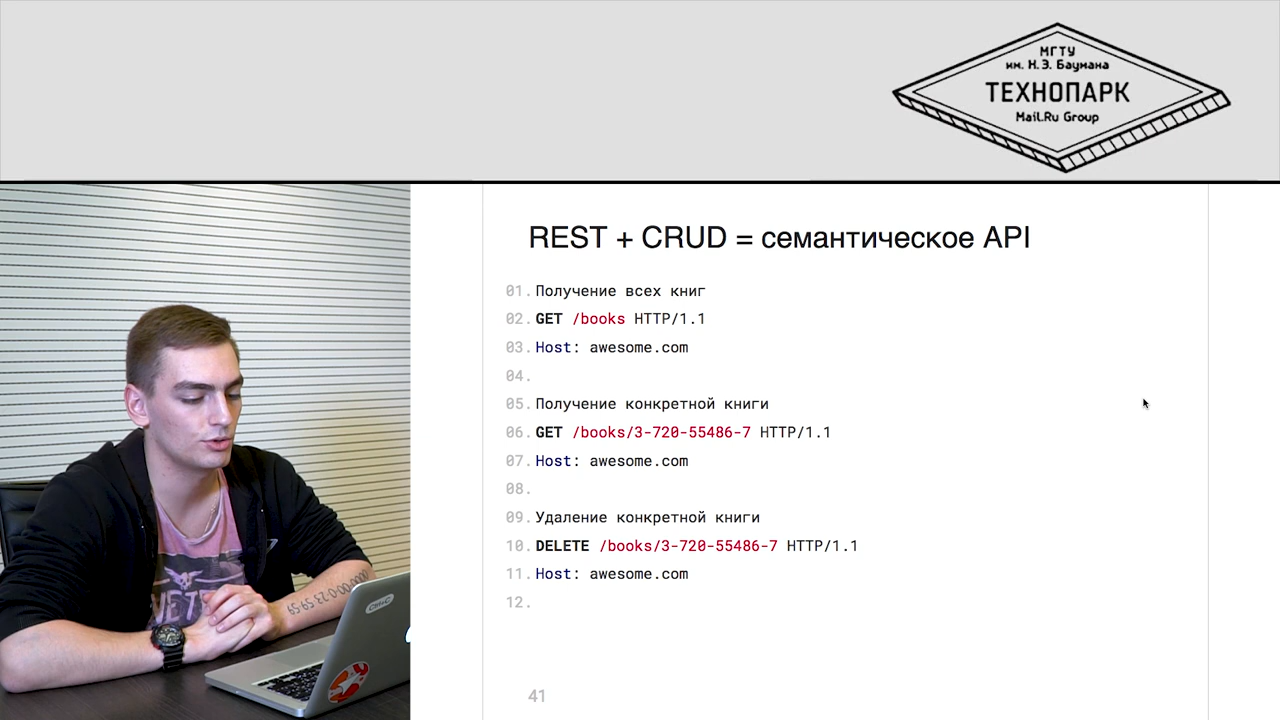 МГТУ
им. Н.Э. Баумана
ТЕХНОПАРК
Mail.Ru Group
REST + CRUD = семантическое API
01. Получение всех книг
02. GET /books HTTP/1.1
03. Host: awesome.com
04.
05. Получение конкретной книги
06. GET /books/3-720-55486-7 HTTP/1.1
07. Host: awesome.com
08.
09. Удаление конкретной книги
10. DELETE /books/3-720-55486-7 HTTP/1.1
11. Host: awesome.com
12.
41